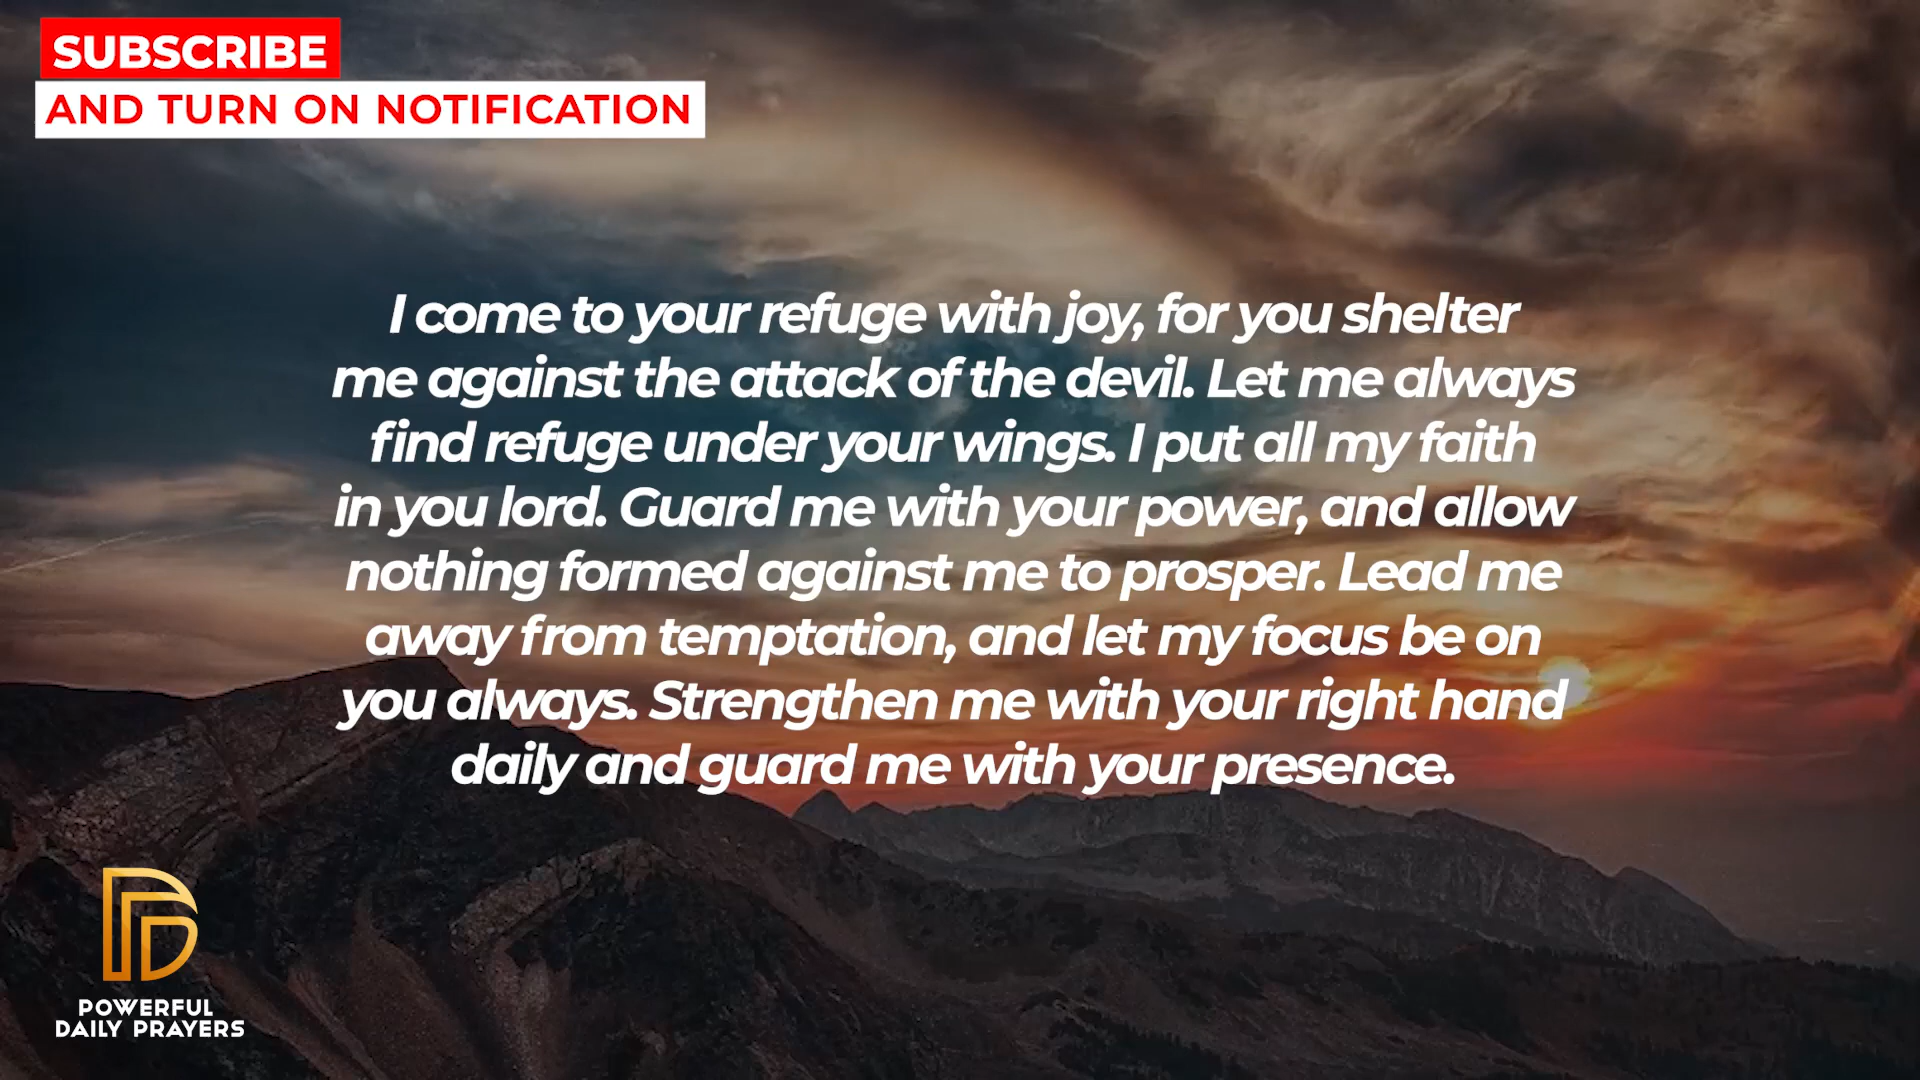 SUBSCRIBE
AND TURN ON NOTIFICATION
I come to your refuge with joy, for you shelter
me against the attack of the devil. Let me always
find refuge under your wings. I put all my faith
in you lord. Guard me with your power, and allow
nothing formed against me to prosper. Lead me
away from temptation, and let my focus be on
you always. Strengthen me with your right hand
daily and guard me with your presence.
POWERFUL
DAILY PRAYERS